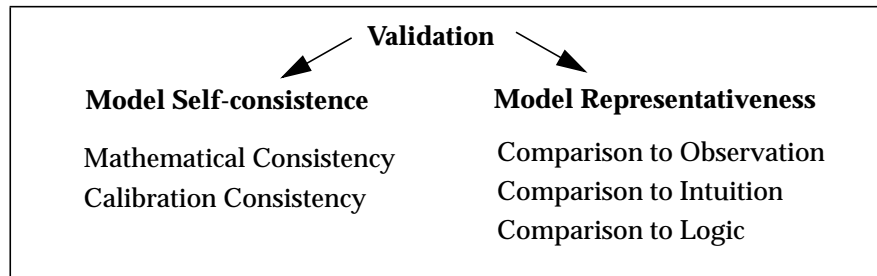 Validation
Model Self-consistence
Mathematical Consistency
Calibration Consistency
Model Representativeness
Comparison to Observation
Comparison to Intuition
Comparison to Logic